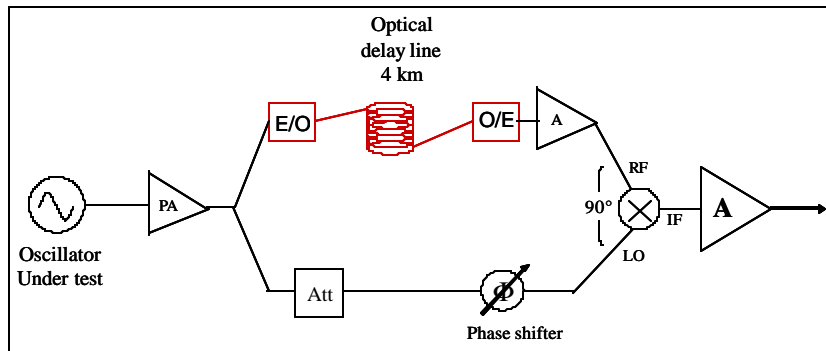 Optical
delay line
4 km
E/O
O/E
A
PA
RF
90°
IF
A
LO
Oscillator
Under test
Att
Φ
Phase shifter